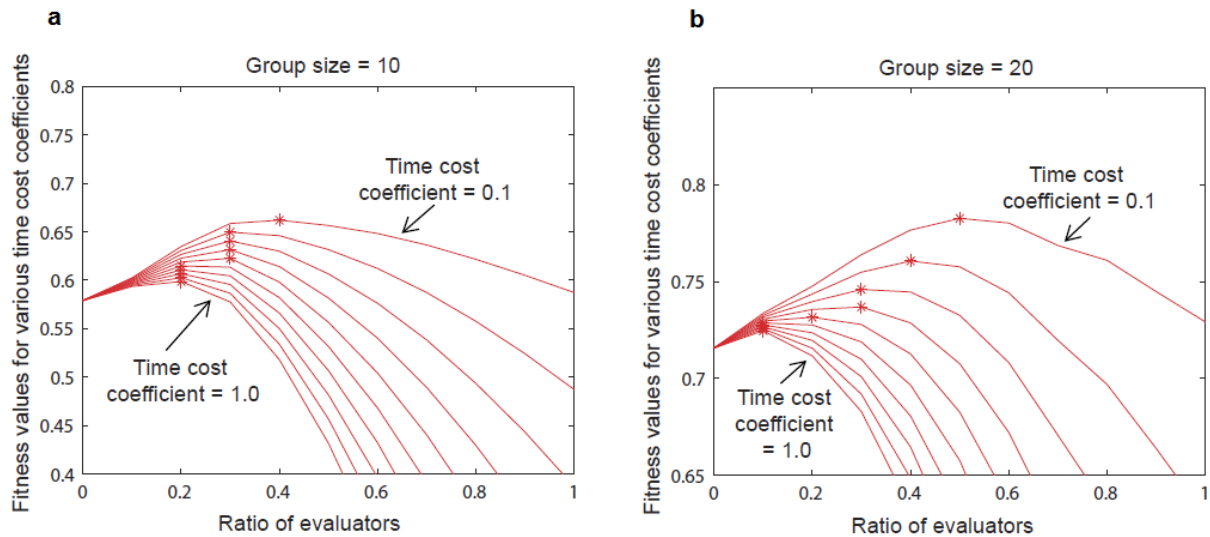 a
Group size = 10
Fitness values for various time cost coefficients
0.8
0.75
0.7
0.65
0.6
0.55
0.5
0.45
0.4
0
0.2
0.4
0.6
0.8
1
Ratio of evaluators
Time cost
coefficient = 0.1
Time cost
coefficient = 1.0
b
Group size = 20
Fitness values for various time cost coefficients
0.8
0.75
0.7
0.65
0
0.2
0.4
0.6
0.8
1
Ratio of evaluators
Time cost
coefficient = 0.1
Time cost
coefficient
= 1.0